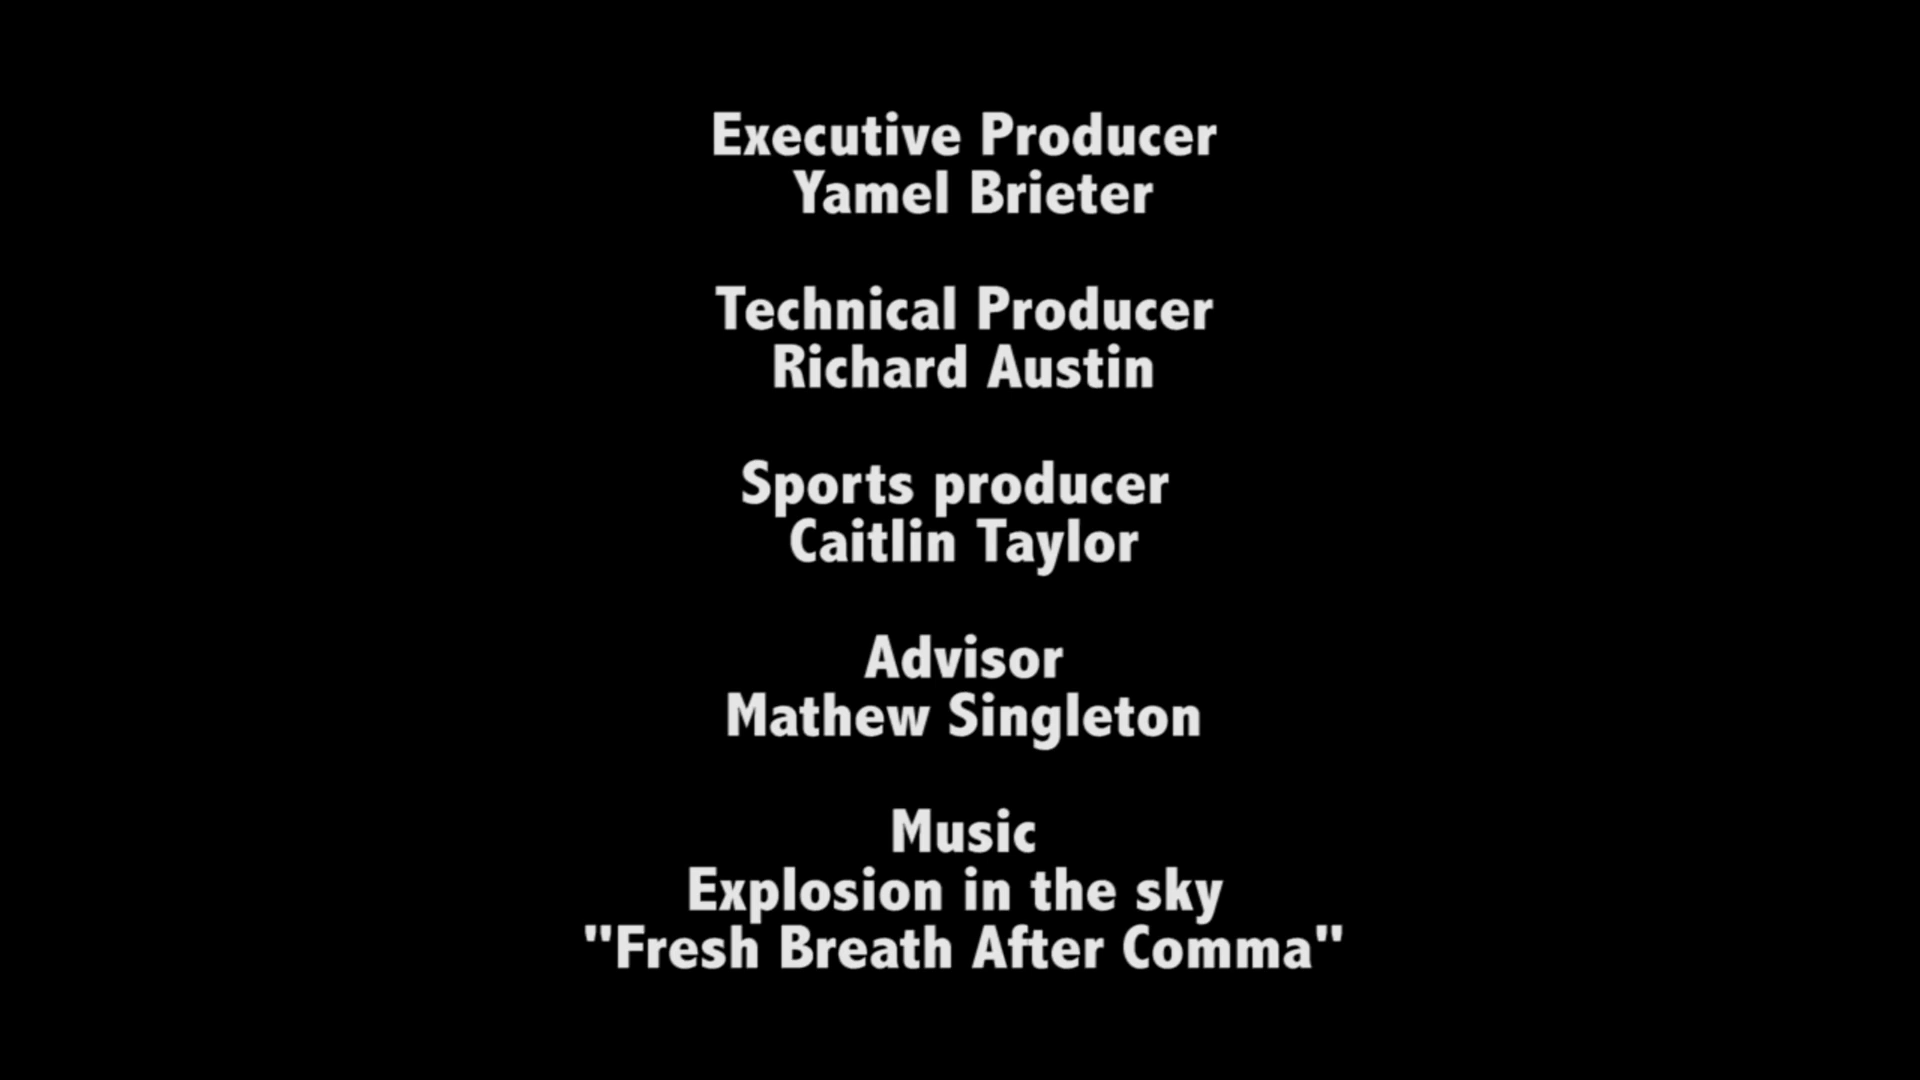 Executive Producer
Yamel Brieter
Technical Producer
Richard Austin
Sports producer
Caitlin Taylor
Advisor
Mathew Singleton
Music
Explosion in the sky
"Fresh Breath After Comma"